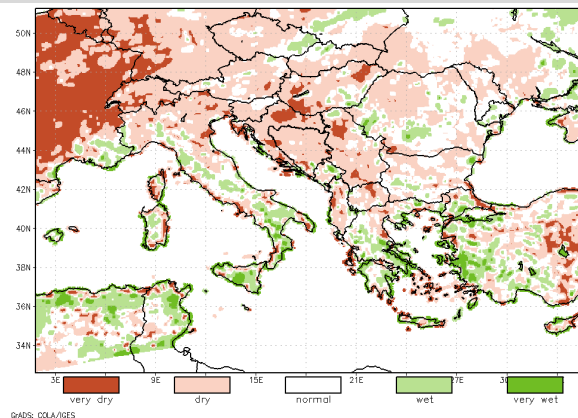 50N
48N
46N
44N
42N
40N
38N
36N
34N
3E 9E 15E 21E 27E 3
very dry dry normal wet very wet
GrADS: COLA/IGES